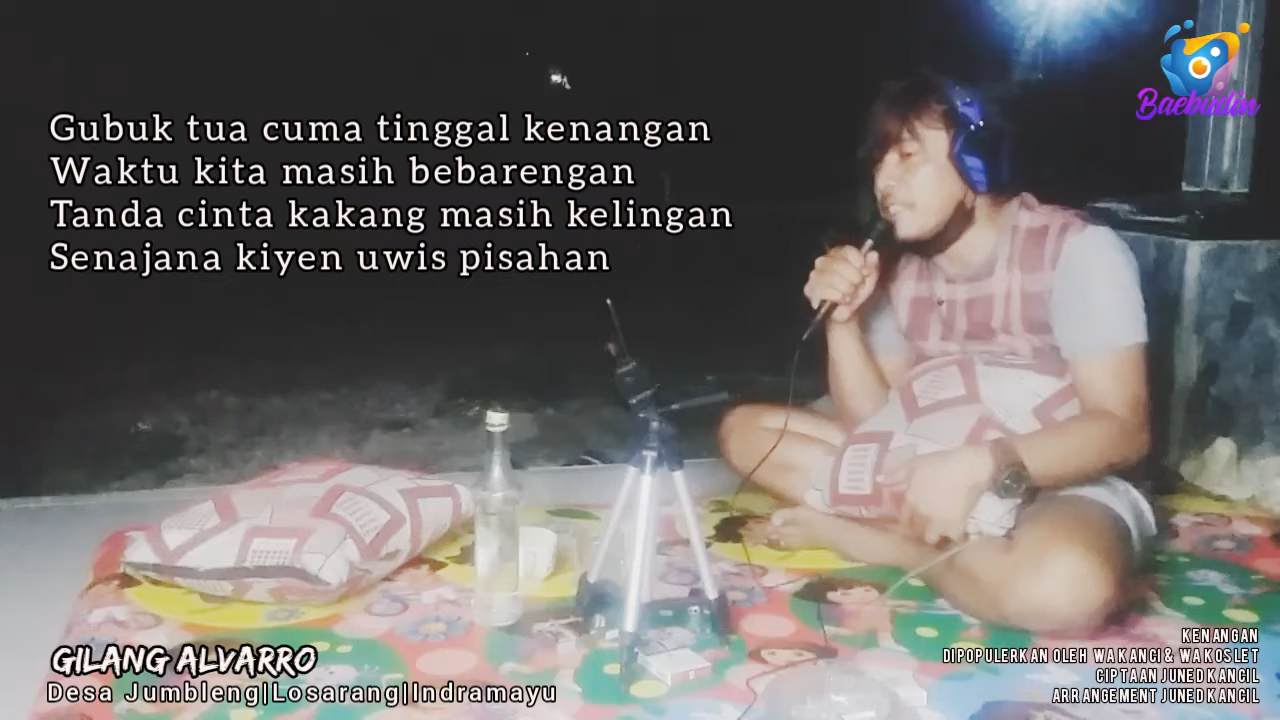 Baebudin
Gubuk tua cuma tinggal kenangan
Waktu kita masih bebarengan
Tanda cinta kakang masih kelingan
Senajana kiyen uwis pisahan
GILANG ALVARRO
Desa Jumbleng|Losarang|Indramayu
KENANGAN
DIPOPULERKAN OLEH WAKANCI & WAKOSLET
CIPTAAN JUNED KANCIL
ARRANGEMENT JUNED KANCIL